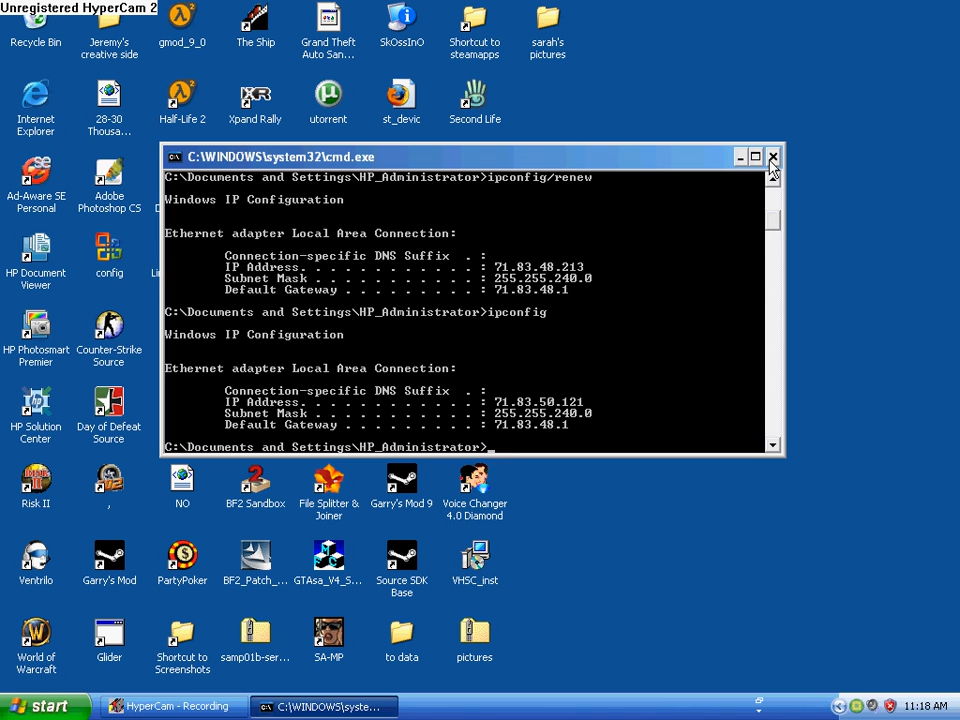 Unregistered HyperCam 2
Recycle Bin
Jeremy's
creative side
gmod_9_0
The Ship
Grand Theft
Auto San...
SkOssInO
Shortcut to
steamapps
sarah's
pictures
Internet
Explorer
28-30
Thousa...
Half-Life 2
Xpand Rally
utorrent
st_devic
Second Life
C:\WINDOWS\system32\cmd.exe
C:\Documents and Settings\HP_Administrator>ipconfig/renew
Windows IP Configuration
Ethernet adapter Local Area Connection:
Connection-specific DNS Suffix . :
IP Address. . . . . . . . . . . . : 71.83.48.213
Subnet Mask . . . . . . . . . . . : 255.255.240.0
Default Gateway . . . . . . . . . : 71.83.48.1
C:\Documents and Settings\HP_Administrator>ipconfig
Windows IP Configuration
Ethernet adapter Local Area Connection:
Connection-specific DNS Suffix . :
IP Address. . . . . . . . . . . . : 71.83.50.121
Subnet Mask . . . . . . . . . . . : 255.255.240.0
Default Gateway . . . . . . . . . : 71.83.48.1
C:\Documents and Settings\HP_Administrator>_
Ad-Aware SE
Personal
Adobe
Photoshop CS
HP Document
Viewer
config
HP Photosmart
Premier
Counter-Strike
Source
HP Solution
Center
Day of Defeat
Source
Risk II
,
NO
BF2 Sandbox
File Splitter &
Joiner
Garry's Mod 9
Voice Changer
4.0 Diamond
Ventrilo
Garry's Mod
PartyPoker
BF2_Patch_...
GTAsa_V4_S...
Source SDK
Base
VHSC_inst
World of
Warcraft
Glider
Shortcut to
Screenshots
samp01b-ser...
SA-MP
to data
pictures
start
HyperCam - Recording
C:\WINDOWS\syste...
11:18 AM